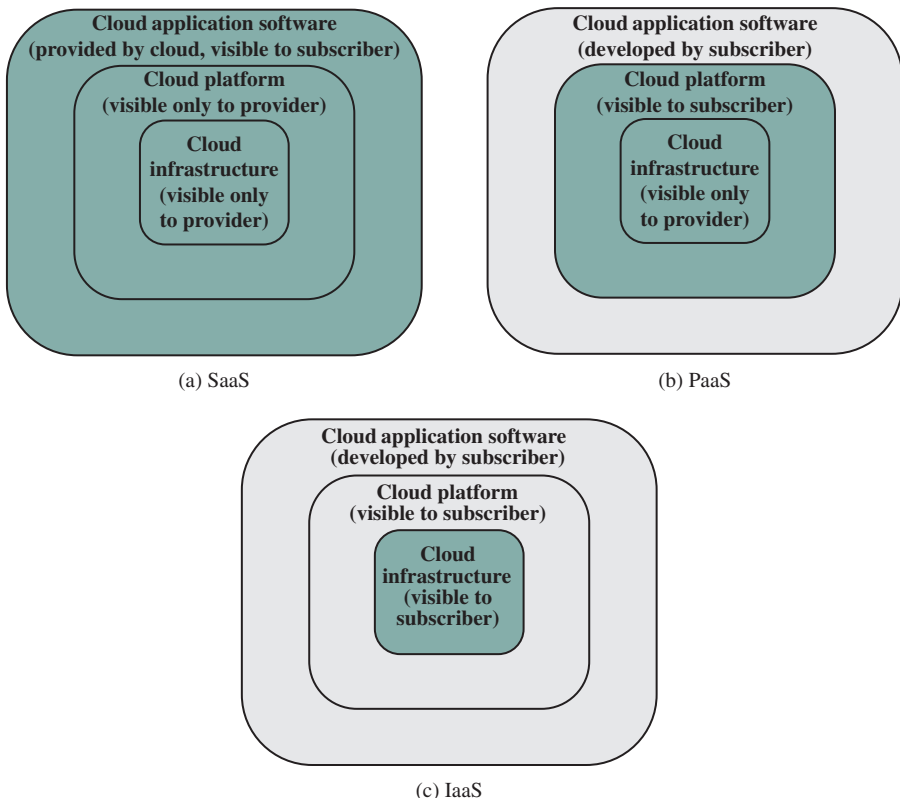 Cloud application software
(provided by cloud, visible to subscriber)
Cloud platform
(visible only to provider)
Cloud
infrastructure
(visible only
to provider)
(a) SaaS
Cloud application software
(developed by subscriber)
Cloud platform
(visible to subscriber)
Cloud
infrastructure
(visible only
to provider)
(b) PaaS
Cloud application software
(developed by subscriber)
Cloud platform
(visible to subscriber)
Cloud
infrastructure
(visible to
subscriber)
(c) IaaS